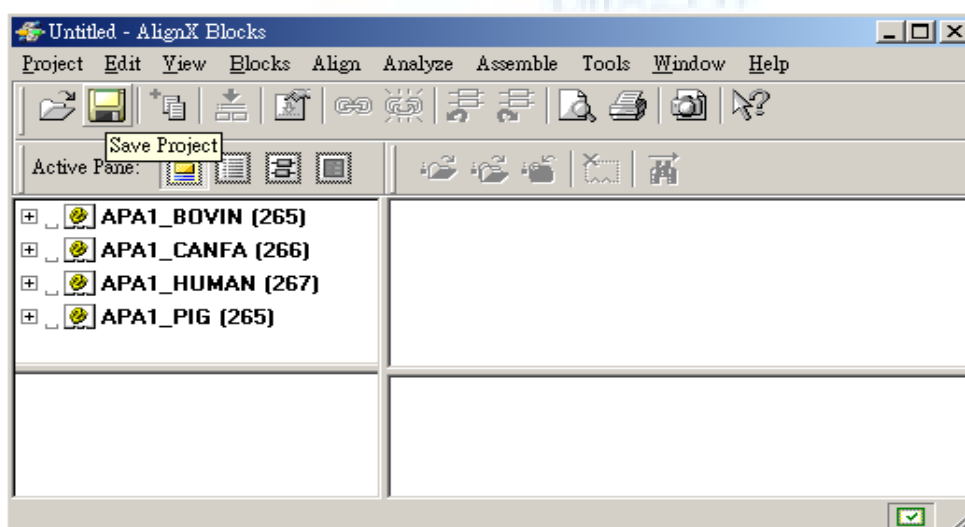 Untitled - AlignX Blocks
Project Edit View Blocks Align Analyze Assemble Tools Window Help
Save Project
Active Pane:
APA1_BOVIN (265)
APA1_CANFA (266)
APA1_HUMAN (267)
APA1_PIG (265)